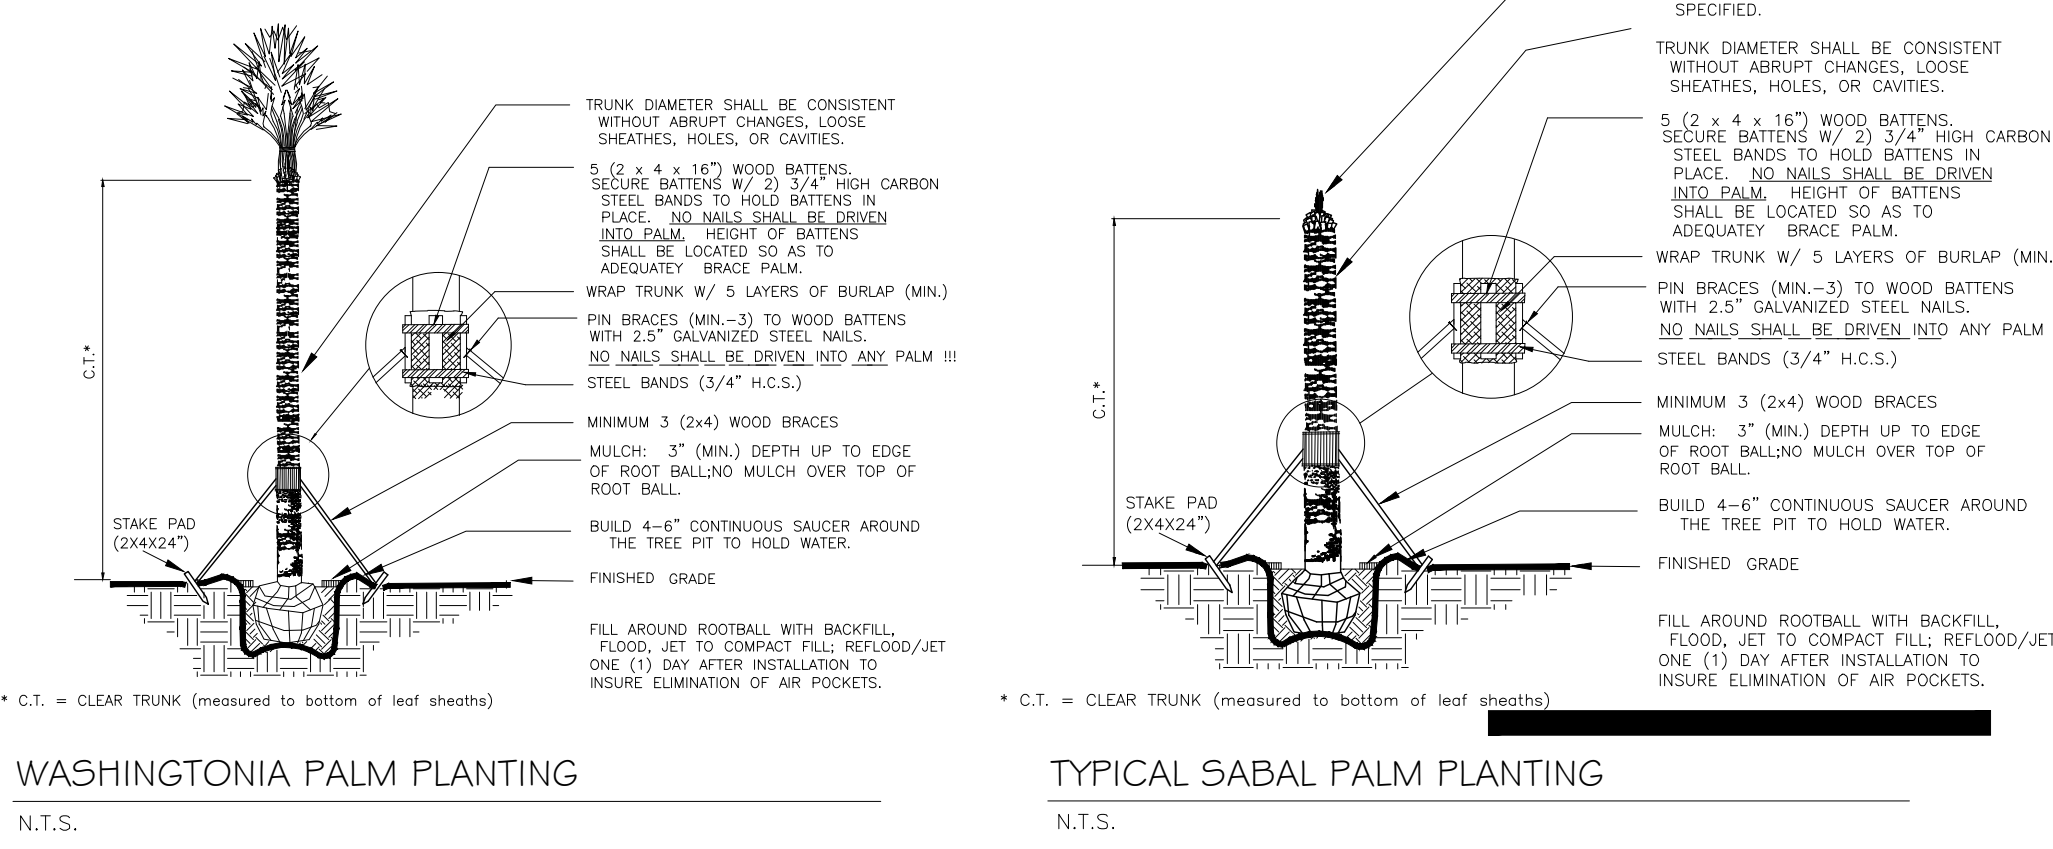 TRUNK DIAMETER SHALL BE CONSISTENT
WITHOUT ABRUPT CHANGES, LOOSE
SHEATHES, HOLES, OR CAVITIES.
5 (2 x 4 x 16") WOOD BATTENS.
SECURE BATTENS W/ 2) 3/4" HIGH CARBON
STEEL BANDS TO HOLD BATTENS IN
PLACE. NO NAILS SHALL BE DRIVEN
INTO PALM. HEIGHT OF BATTENS
SHALL BE LOCATED SO AS TO
ADEQUATEY BRACE PALM.
WRAP TRUNK W/ 5 LAYERS OF BURLAP (MIN.)
PIN BRACES (MIN.-3) TO WOOD BATTENS
WITH 2.5" GALVANIZED STEEL NAILS.
NO NAILS SHALL BE DRIVEN INTO ANY PALM !!!
STEEL BANDS (3/4" H.C.S.)
C.T.*
MINIMUM 3 (2x4) WOOD BRACES
MULCH: 3" (MIN.) DEPTH UP TO EDGE
OF ROOT BALL;NO MULCH OVER TOP OF
ROOT BALL.
STAKE PAD
(2X4X24")
BUILD 4-6" CONTINUOUS SAUCER AROUND
THE TREE PIT TO HOLD WATER.
FINISHED GRADE
FILL AROUND ROOTBALL WITH BACKFILL,
FLOOD, JET TO COMPACT FILL; REFLOOD/JET
ONE (1) DAY AFTER INSTALLATION TO
INSURE ELIMINATION OF AIR POCKETS.
* C.T. = CLEAR TRUNK (measured to bottom of leaf sheaths)
WASHINGTONIA PALM PLANTING
N.T.S.
SPECIFIED.
TRUNK DIAMETER SHALL BE CONSISTENT
WITHOUT ABRUPT CHANGES, LOOSE
SHEATHES, HOLES, OR CAVITIES.
5 (2 x 4 x 16") WOOD BATTENS.
SECURE BATTENS W/ 2) 3/4" HIGH CARBON
STEEL BANDS TO HOLD BATTENS IN
PLACE. NO NAILS SHALL BE DRIVEN
INTO PALM. HEIGHT OF BATTENS
SHALL BE LOCATED SO AS TO
ADEQUATEY BRACE PALM.
WRAP TRUNK W/ 5 LAYERS OF BURLAP (MIN.
PIN BRACES (MIN.-3) TO WOOD BATTENS
WITH 2.5" GALVANIZED STEEL NAILS.
NO NAILS SHALL BE DRIVEN INTO ANY PALM
STEEL BANDS (3/4" H.C.S.)
C.T.*
MINIMUM 3 (2x4) WOOD BRACES
MULCH: 3" (MIN.) DEPTH UP TO EDGE
OF ROOT BALL;NO MULCH OVER TOP OF
ROOT BALL.
STAKE PAD
(2X4X24")
BUILD 4-6" CONTINUOUS SAUCER AROUND
THE TREE PIT TO HOLD WATER.
FINISHED GRADE
FILL AROUND ROOTBALL WITH BACKFILL,
FLOOD, JET TO COMPACT FILL; REFLOOD/JET
ONE (1) DAY AFTER INSTALLATION TO
INSURE ELIMINATION OF AIR POCKETS.
* C.T. = CLEAR TRUNK (measured to bottom of leaf sheaths)
TYPICAL SABAL PALM PLANTING
N.T.S.